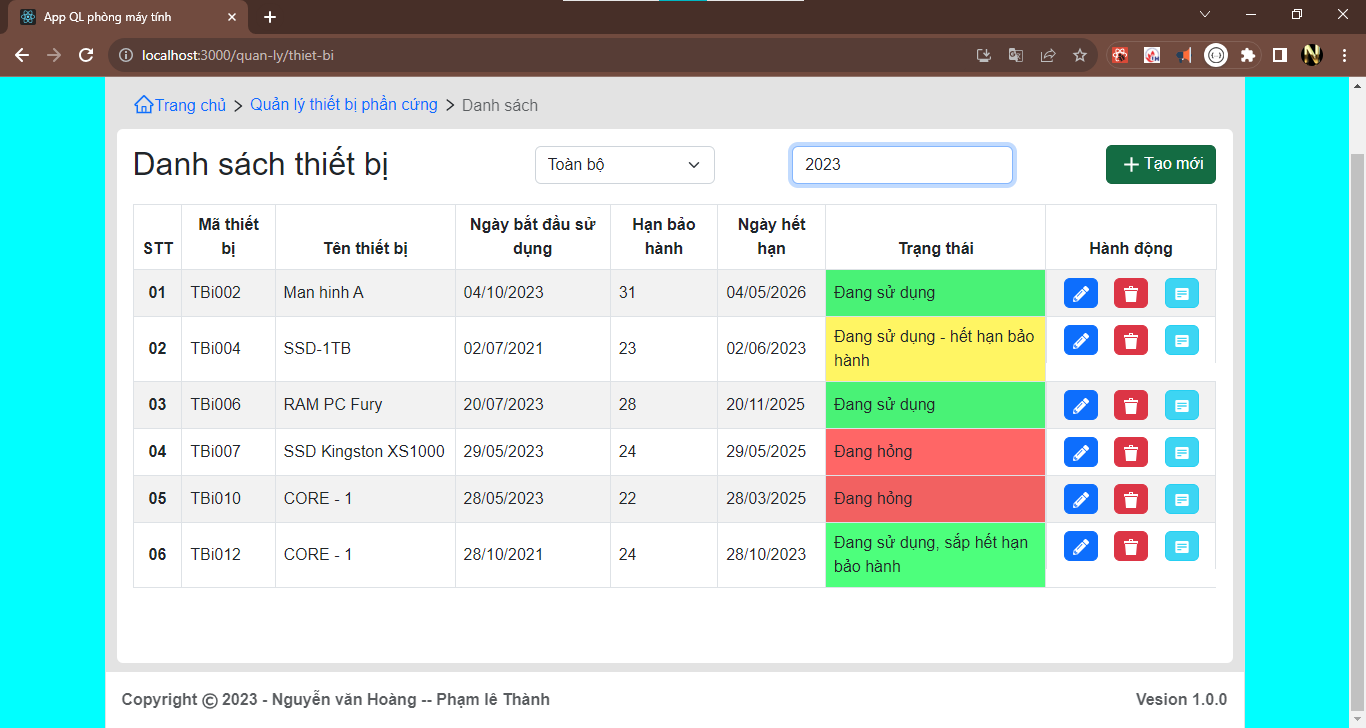 App QL phòng máy tính
localhost:3000/quan-ly/thiet-bi
Trang chủ > Quản lý thiết bị phần cứng > Danh sách
Danh sách thiết bị
Toàn bộ
2023
+ Tạo mới
STT Mã thiết bị Tên thiết bị Ngày bắt đầu sử dụng Hạn bảo hành Ngày hết hạn Trạng thái Hành động
01 TBi002 Man hinh A 04/10/2023 31 04/05/2026 Đang sử dụng
02 TBi004 SSD-1TB 02/07/2021 23 02/06/2023 Đang sử dụng - hết hạn bảo hành
03 TBi006 RAM PC Fury 20/07/2023 28 20/11/2025 Đang sử dụng
04 TBi007 SSD Kingston XS1000 29/05/2023 24 29/05/2025 Đang hỏng
05 TBi010 CORE - 1 28/05/2023 22 28/03/2025 Đang hỏng
06 TBi012 CORE - 1 28/10/2021 24 28/10/2023 Đang sử dụng, sắp hết hạn bảo hành
Copyright © 2023 - Nguyễn văn Hoàng -- Phạm lê Thành
Vesion 1.0.0